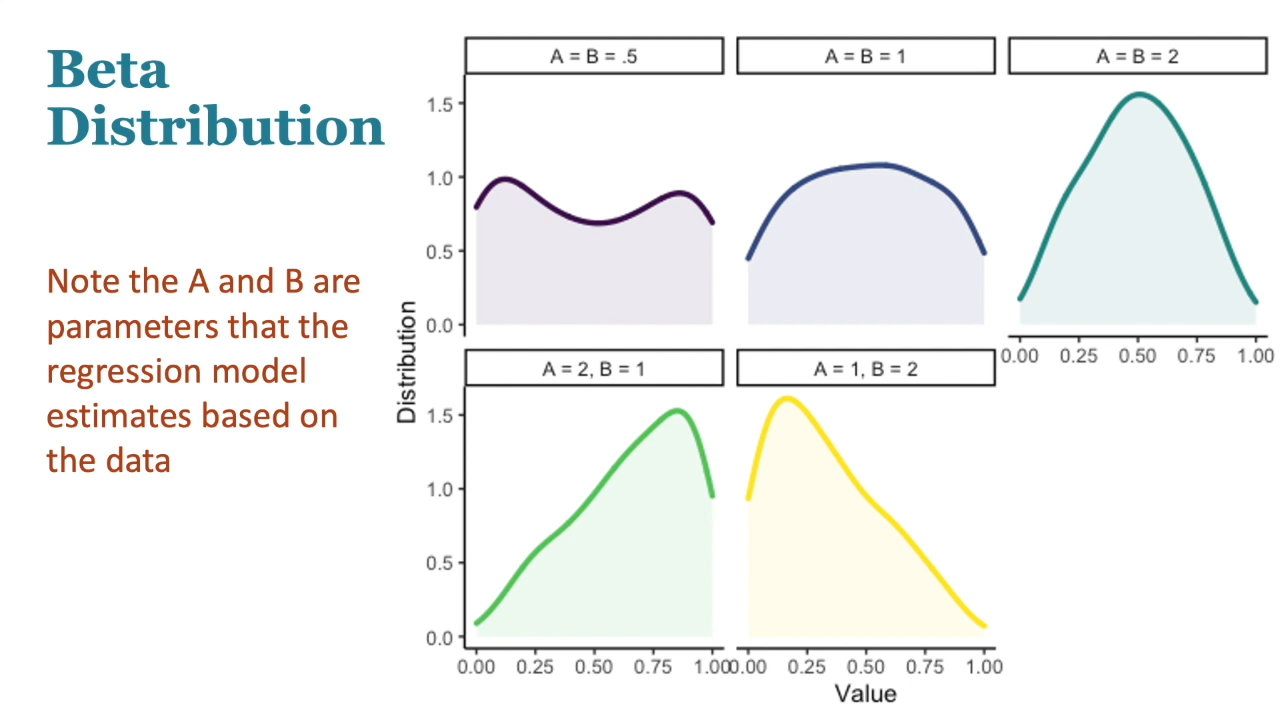 Beta
Distribution
Note the A and B are
parameters that the
regression model
estimates based on
the data
A = B = .5
A = B = 1
A = B = 2
1.5
1.0
0.5
0.0
0.00 0.25 0.50 0.75 1.00
A = 2, B = 1
A = 1, B = 2
1.5
1.0
0.5
0.0
0.00 0.25 0.50 0.75 1.00
0.00 0.25 0.50 0.75 1.00
Distribution
Value